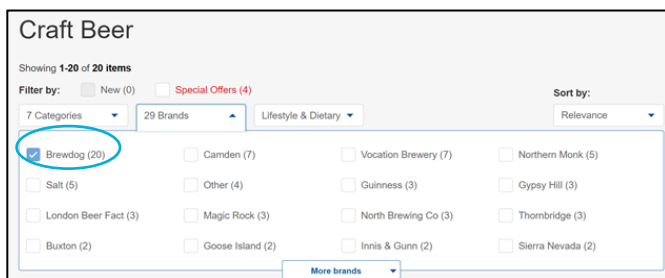 Craft Beer
Showing 1-20 of 20 items
Filter by: New (0) Special Offers (4) Sort by:
7 Categories 29 Brands Lifestyle & Dietary Relevance
Brewdog (20) Camden (7) Vocation Brewery (7) Northern Monk (5)
Salt (5) Other (4) Guinness (3) Gypsy Hill (3)
London Beer Fact (3) Magic Rock (3) North Brewing Co (3) Thornbridge (3)
Buxton (2) Goose Island (2) Innis & Gunn (2) Sierra Nevada (2)
More brands